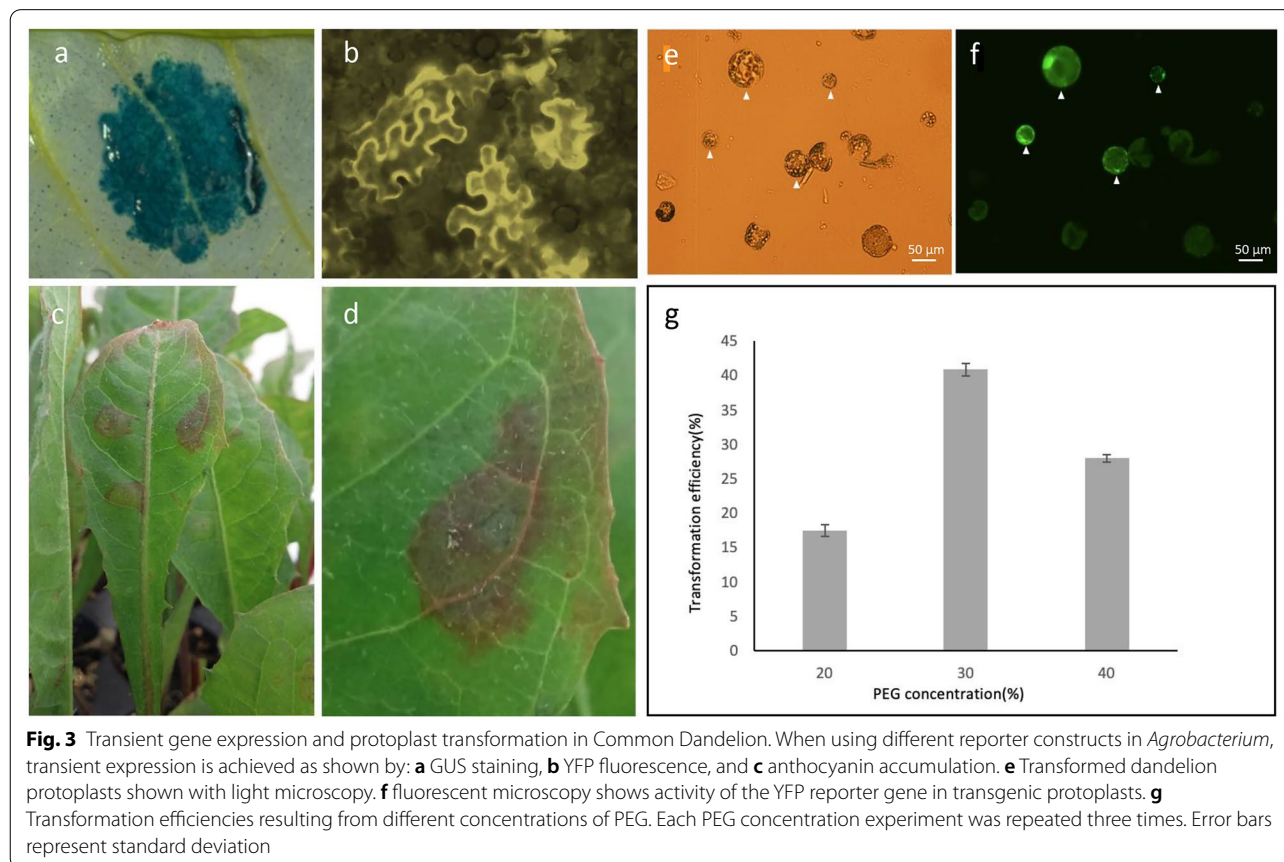 a
b
e
f
50 µm
50 µm
c
d
g
45
40
35
30
25
20
15
10
5
0
Transformation efficiency(%)
20
30
40
PEG concentration(%)
Fig. 3 Transient gene expression and protoplast transformation in Common Dandelion. When using different reporter constructs in Agrobacterium,
transient expression is achieved as shown by: a GUS staining, b YFP fluorescence, and c anthocyanin accumulation. e Transformed dandelion
protoplasts shown with light microscopy. f fluorescent microscopy shows activity of the YFP reporter gene in transgenic protoplasts. g
Transformation efficiencies resulting from different concentrations of PEG. Each PEG concentration experiment was repeated three times. Error bars
represent standard deviation